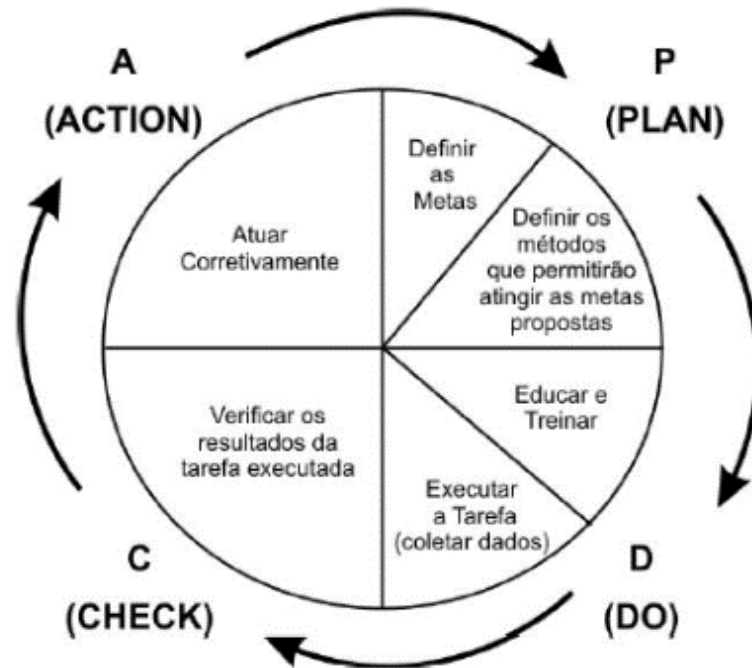 A
(ACTION)
P
(PLAN)
Definir
as
Metas
Definir os
métodos
que permitirão
atingir as metas
propostas
Atuar
Corretivamente
Educar e
Treinar
Verificar os
resultados da
tarefa executada
Executar
a Tarefa
(coletar dados)
C
(CHECK)
D
(DO)